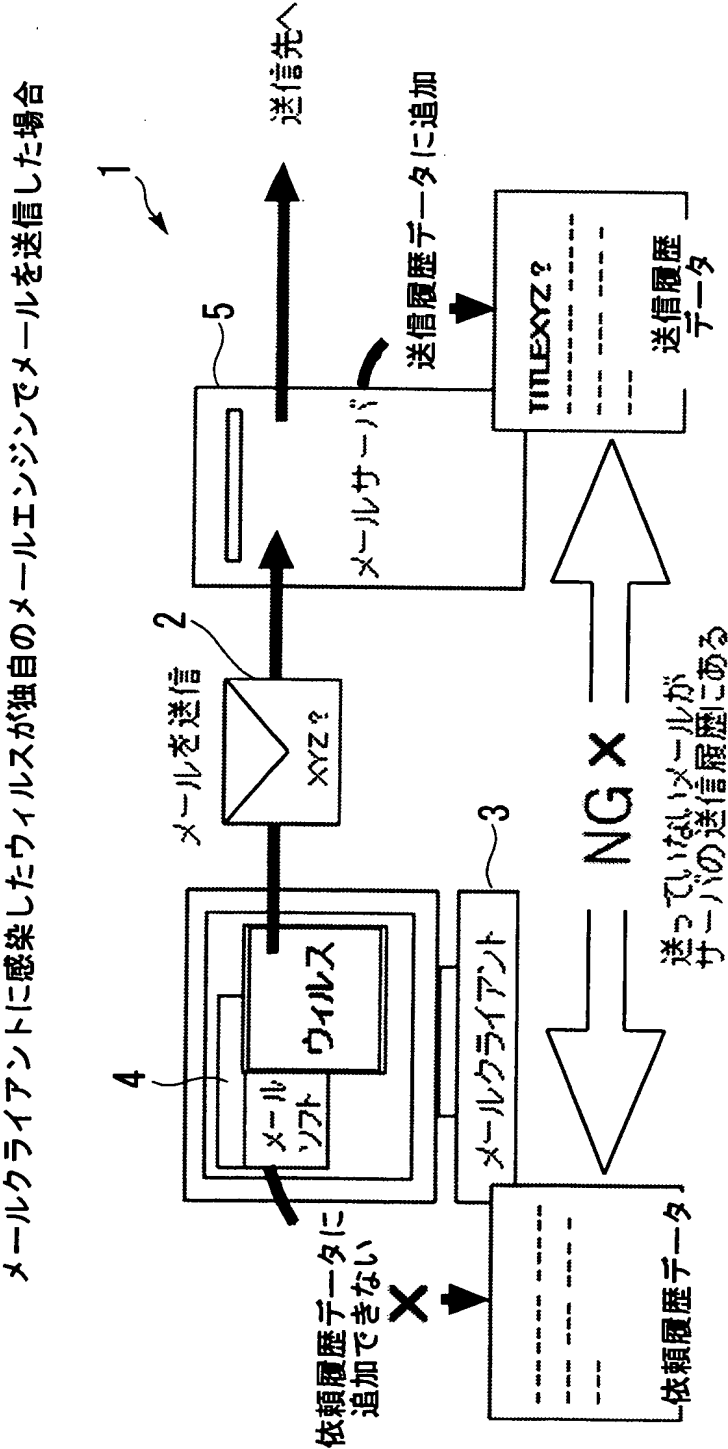 メールクライアントに感染したウィルスが独自のメールエンジンでメールを送信した場合
1
依頼履歴データに
追加できない
4
メール
ソフト
ウィルス
メールクライアント
3
メールを送信
2
XYZ?
5
メールサーバ
送信先へ
送信履歴データに追加
依頼履歴データ
NG ×
送っていないメールが
サーバの送信履歴にある
TITLEXYZ?
送信履歴
データ